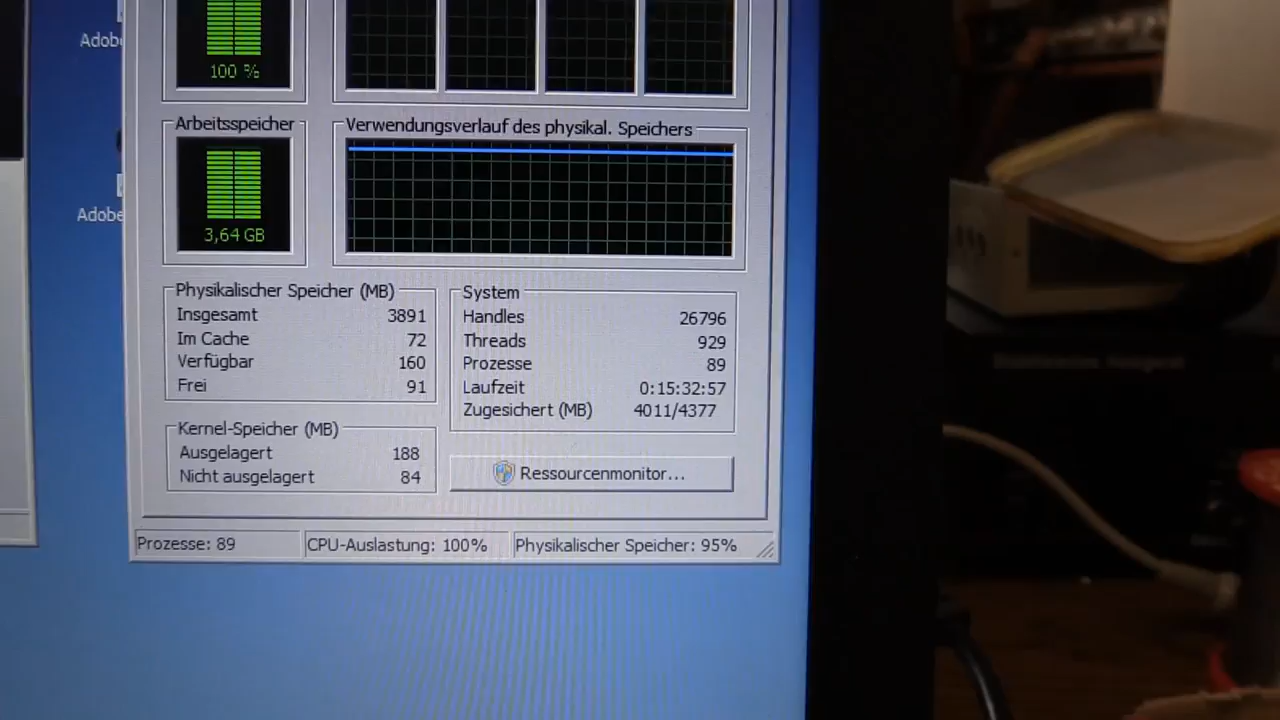 Adob
100 %
Arbeitsspeicher
Verwendungsverlauf des physikal. Speichers
Adobe
3,64 GB
Physikalischer Speicher (MB)
Insgesamt 3891
Im Cache 72
Verfügbar 160
Frei 91
System
Handles 26796
Threads 929
Prozesse 89
Laufzeit 0:15:32:57
Zugesichert (MB) 4011/4377
Kernel-Speicher (MB)
Ausgelagert 188
Nicht ausgelagert 84
Ressourcenmonitor...
Prozesse: 89 CPU-Auslastung: 100% Physikalischer Speicher: 95%